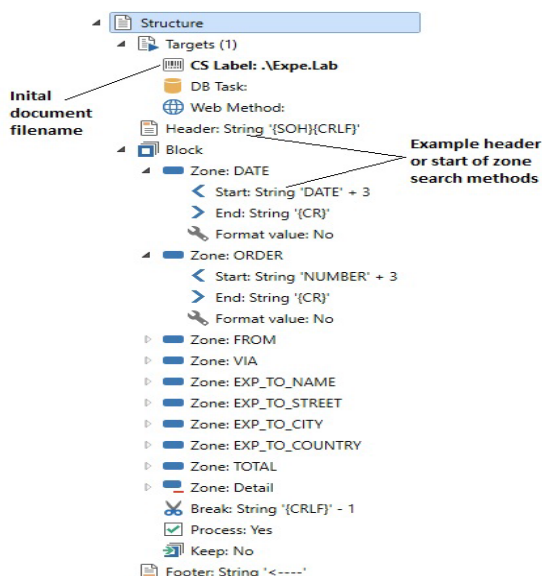 Structure
Targets (1)
CS Label: .\Expe.Lab
DB Task:
Web Method:
Inital
document
filename
Header: String '{SOH}{CRLF}'
Example header
or start of zone
search methods
Block
Zone: DATE
Start: String 'DATE' + 3
End: String '{CR}'
Format value: No
Zone: ORDER
Start: String 'NUMBER' + 3
End: String '{CR}'
Format value: No
Zone: FROM
Zone: VIA
Zone: EXP_TO_NAME
Zone: EXP_TO_STREET
Zone: EXP_TO_CITY
Zone: EXP_TO_COUNTRY
Zone: TOTAL
Zone: Detail
Break: String '{CRLF}' - 1
Process: Yes
Keep: No
Footer: String '<----'